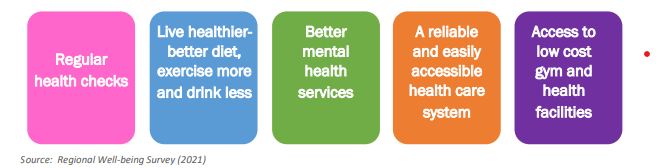 Regular
health checks
Live healthier-
better diet,
exercise more
and drink less
Better
mental
health
services
A reliable
and easily
accessible
health care
system
Access to
low cost
gym and
health
facilities
Source:  Regional Well-being Survey (2021)